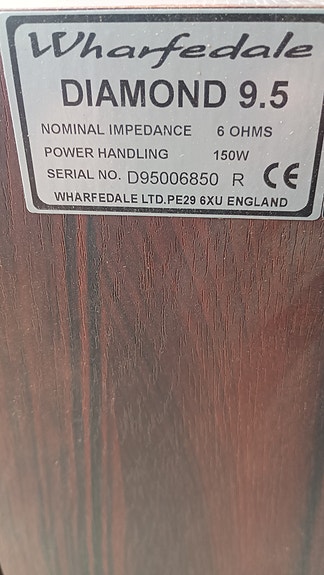 Wharfedale
DIAMOND 9.5
NOMINAL IMPEDANCE 6 OHMS
POWER HANDLING 150W
SERIAL NO. D95006850 R CE
WHARFEDALE LTD.PE29 6XU ENGLAND